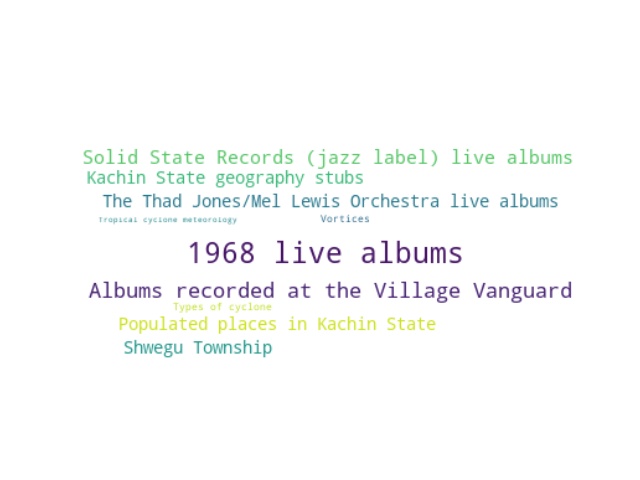 Solid State Records (jazz label) live albums
Kachin State geography stubs
The Thad Jones/Mel Lewis Orchestra live albums
Tropical cyclone meteorology
Vortices
1968 live albums
Albums recorded at the Village Vanguard
Types of cyclone
Populated places in Kachin State
Shwegu Township